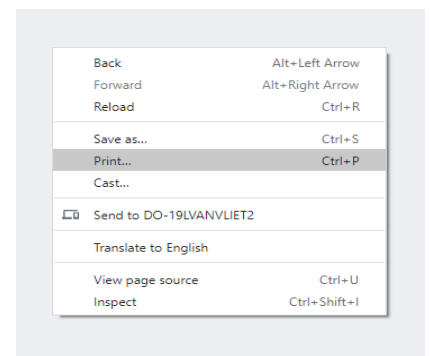 Back Alt+Left Arrow
Forward Alt+Right Arrow
Reload Ctrl+R
Save as... Ctrl+S
Print... Ctrl+P
Cast...
Send to DO-19LVANVLIET2
Translate to English
View page source Ctrl+U
Inspect Ctrl+Shift+I